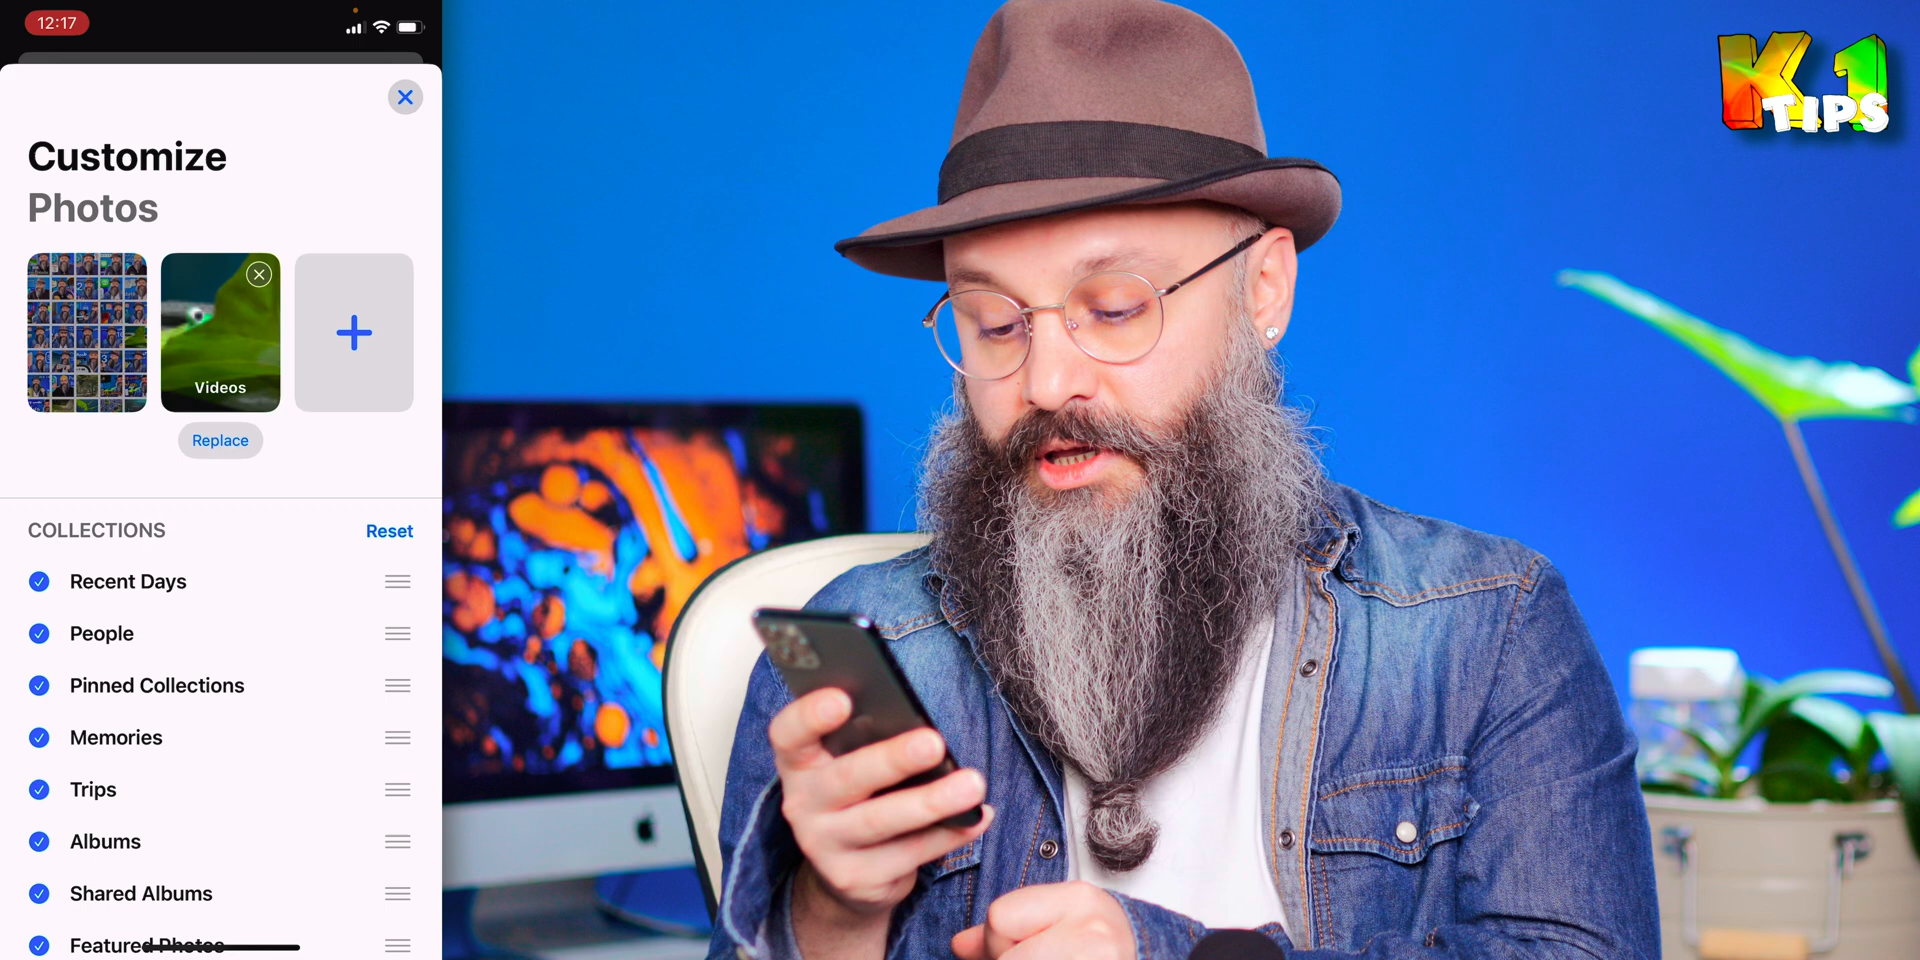 12:17
Customize
Photos
Videos
Replace
COLLECTIONS
Reset
Recent Days
People
Pinned Collections
Memories
Trips
Albums
Shared Albums
Featured Photos
K1
TIPS